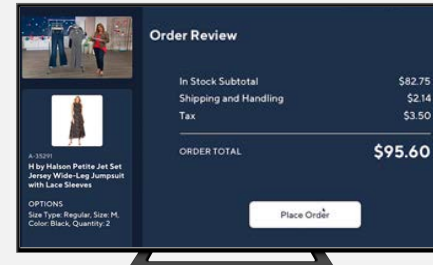 Order Review
In Stock Subtotal $82.75
Shipping and Handling $2.14
Tax $3.50
ORDER TOTAL $95.60
Place Order
A-35291
H by Halson Petite Jet Set
Jersey Wide-Leg Jumpsuit
with Lace Sleeves
OPTIONS
Size Type: Regular, Size: M,
Color: Black, Quantity: 2